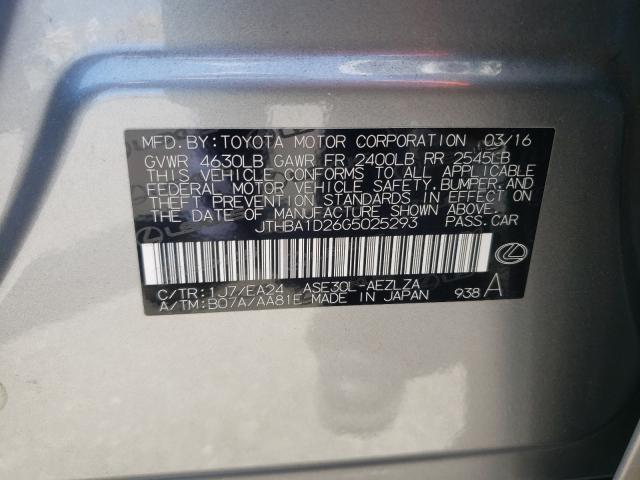 MFD. BY: TOYOTA MOTOR CORPORATION 03/16
GVWR 4630LB GAWR FR 2400LB RR 2545LB
THIS VEHICLE CONFORMS TO ALL APPLICABLE
FEDERAL MOTOR VEHICLE SAFETY, BUMPER, AND
THEFT PREVENTION STANDARDS IN EFFECT ON
THE DATE OF MANUFACTURE SHOWN ABOVE.
JTHBA1D26G5025293 PASS.CAR
C/TR: 1J7/EA24 ASE30L-AEZLZA
A/TM: B07A/AA81E MADE IN JAPAN 938 A